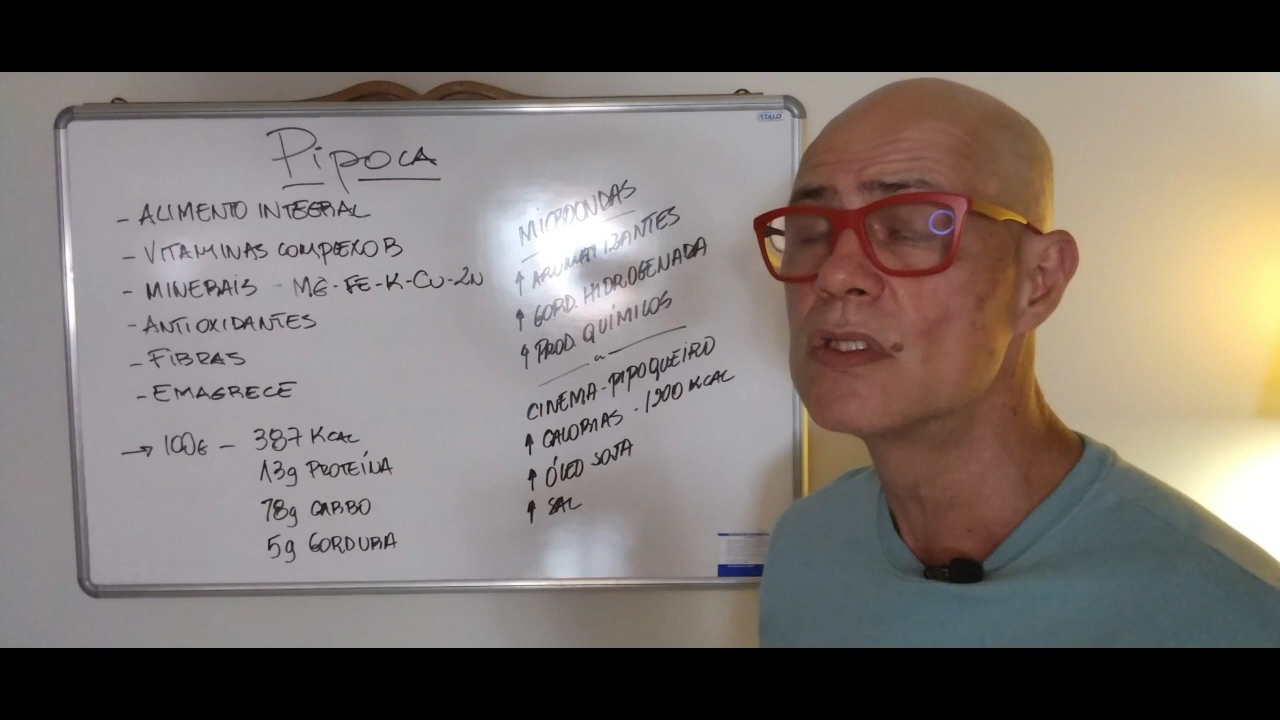 Pipoca
- ALIMENTO INTEGRAL
- VITAMINAS COMPLEXO B
- MINERAIS - MG-FE-K-CU-ZN
- ANTIOXIDANTES
- FIBRAS
- EMAGRECE
→ 100G - 387 KCAL
13g PROTEÍNA
78g CARBO
5g GORDURA
MICROONDAS
↑ AROMATIZANTES
↑ GORD. HIDROGENADA
↑ PROD. QUÍMICOS
CINEMA-PIPOQUEIRO
↑ CALORIAS - 1200 KCAL
↑ ÓLEO SOJA
↑ SAL
STALO